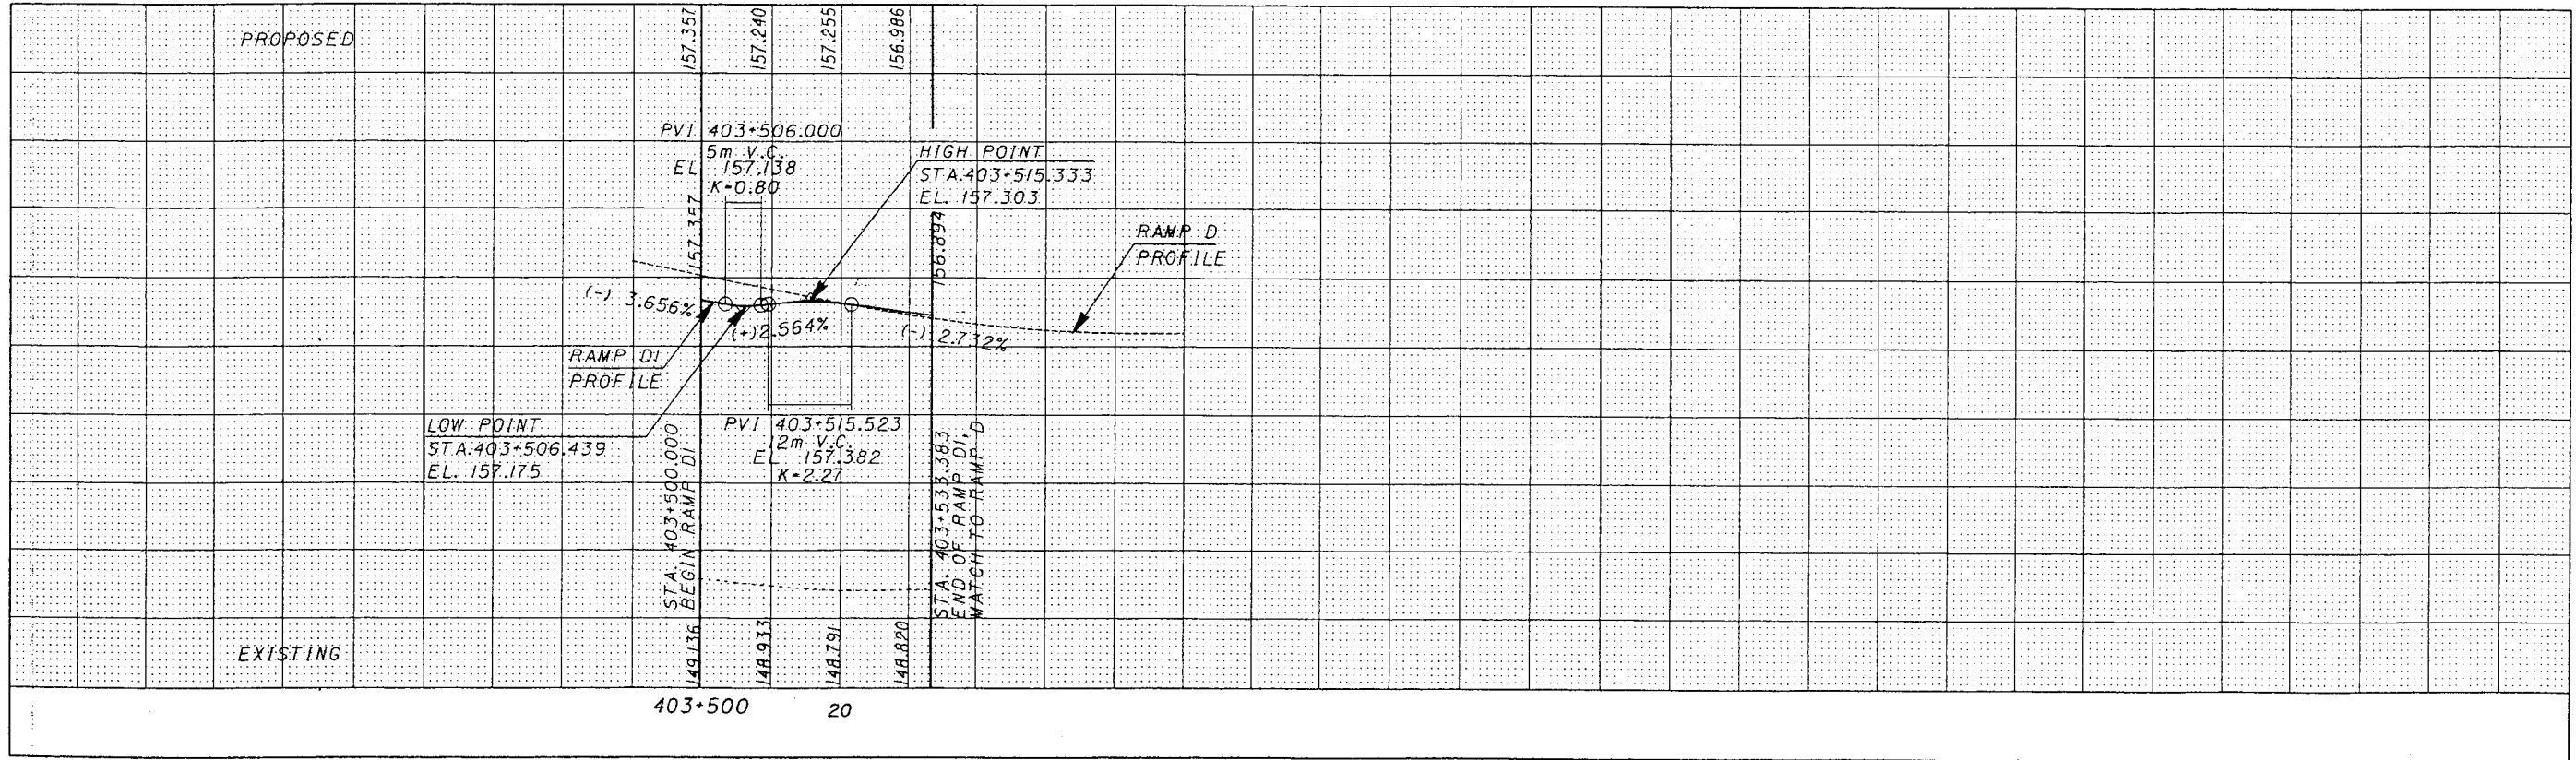 PROPOSED
157.357
157.240
157.255
156.986
PVI 403+506.000
5m V.C.
EL 157.138
K=0.80
HIGH POINT
STA.403+515.333
EL. 157.303
157.357
156.894
RAMP D
PROFILE
(-) 3.656%
(+)2.564%
(-) 2.732%
RAMP D1
PROFILE
LOW POINT
STA.403+506.439
EL. 157.175
PVI 403+515.523
12m V.C.
EL 157.382
K=2.27
STA. 403+500.000
BEGIN RAMP D1
STA. 403+533.383
END OF RAMP D1,
MATCH TO RAMP D
EXISTING
149.136
148.933
148.791
148.820
403+500
20